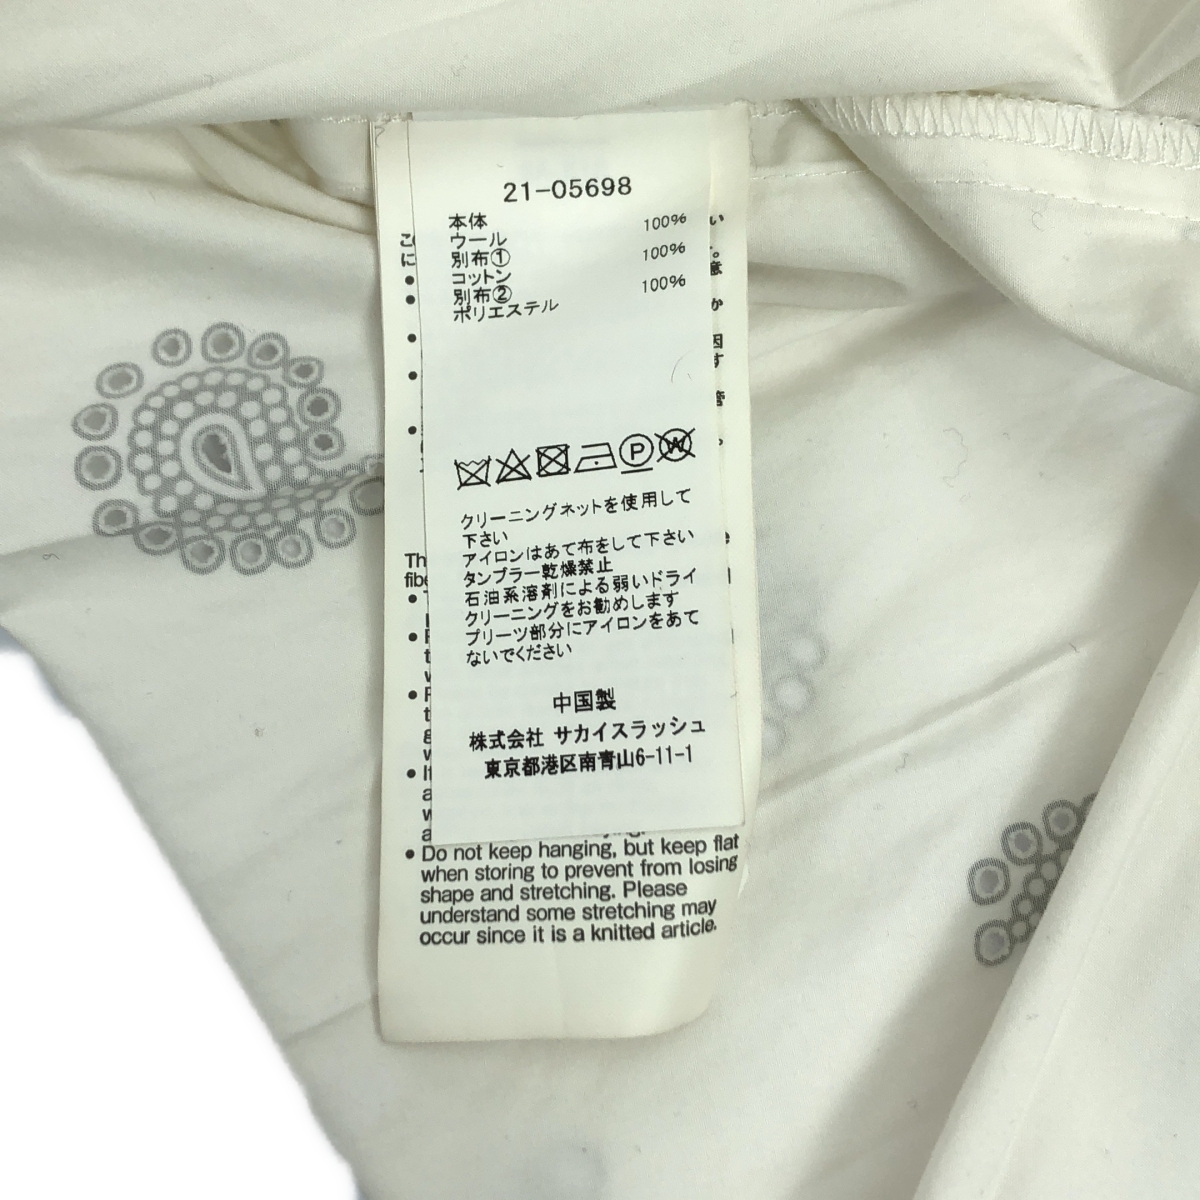 21-05698
本体 100%
ウール
別布① 100%
コットン
別布② 100%
ポリエステル
P W
クリーニングネットを使用して
下さい
アイロンはあて布をして下さい
タンブラー乾燥禁止
石油系溶剤による弱いドライ
クリーニングをお勧めします
プリーツ部分にアイロンをあて
ないでください
中国製
株式会社 サカイスラッシュ
東京都港区南青山6-11-1
● Do not keep hanging, but keep flat
when storing to prevent from losing
shape and stretching. Please
understand some stretching may
occur since it is a knitted article.